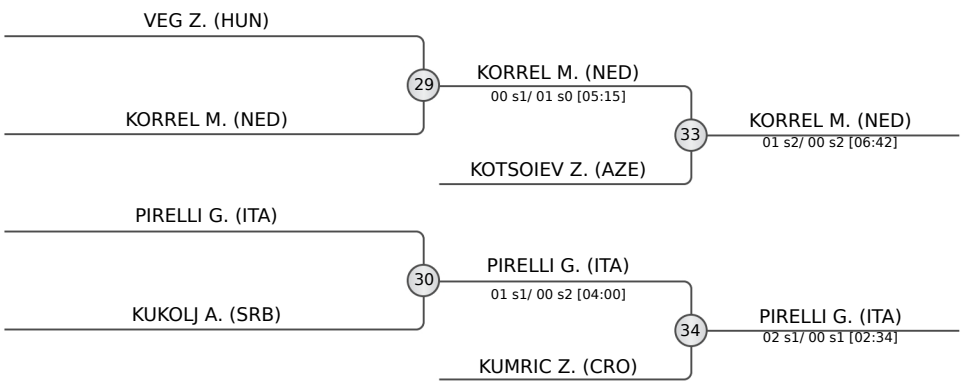 VEG Z. (HUN)
29
KORREL M. (NED)
KORREL M. (NED)
00 s1/ 01 s0 [05:15]
33
KORREL M. (NED)
01 s2/ 00 s2 [06:42]
KOTSOIEV Z. (AZE)
PIRELLI G. (ITA)
30
KUKOLJ A. (SRB)
PIRELLI G. (ITA)
01 s1/ 00 s2 [04:00]
34
PIRELLI G. (ITA)
02 s1/ 00 s1 [02:34]
KUMRIC Z. (CRO)